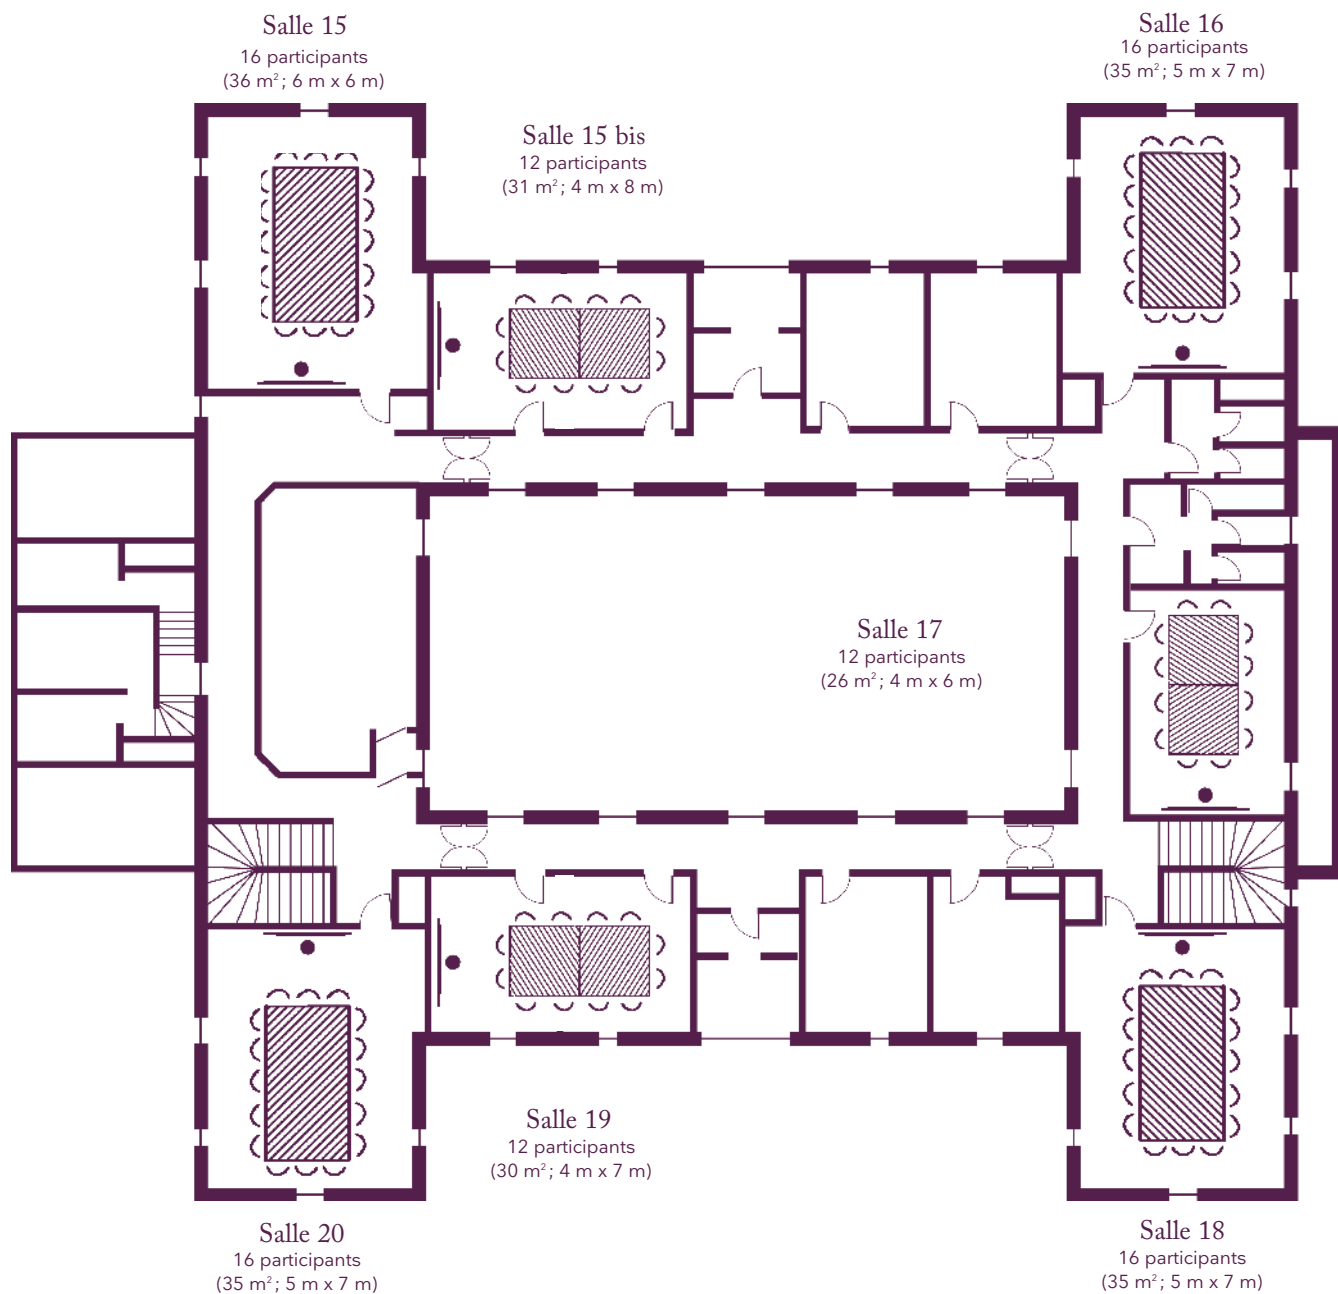 Salle 15
16 participants
(36 m²; 6 m x 6 m)
Salle 16
16 participants
(35 m²; 5 m x 7 m)
Salle 15 bis
12 participants
(31 m²; 4 m x 8 m)
Salle 17
12 participants
(26 m²; 4 m x 6 m)
Salle 19
12 participants
(30 m²; 4 m x 7 m)
Salle 20
16 participants
(35 m²; 5 m x 7 m)
Salle 18
16 participants
(35 m²; 5 m x 7 m)